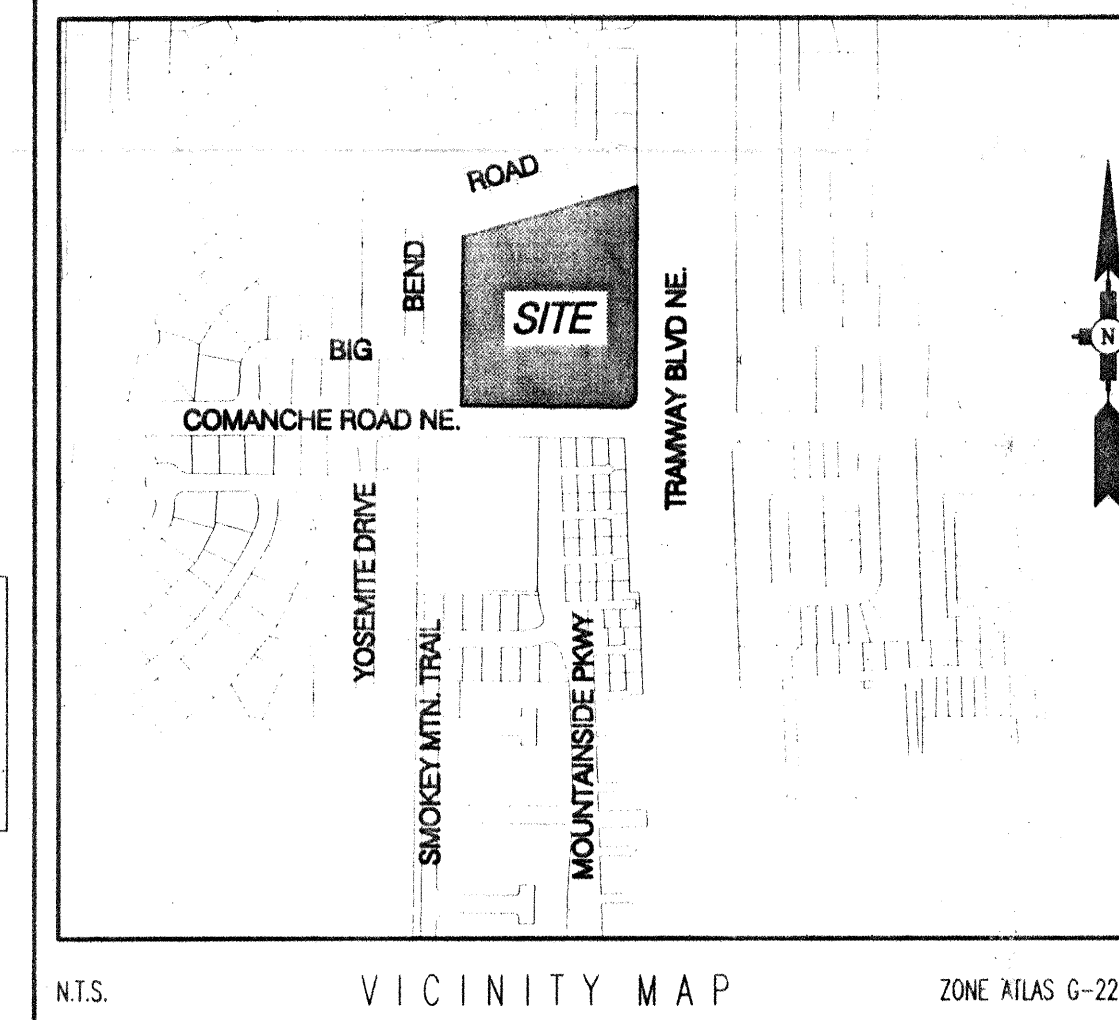 ROAD
BEND
SITE
BIG
COMANCHE ROAD NE.
TRAMWAY BLVD NE.
N
YOSEMITE DRIVE
SMOKEY MTN. TRAIL
MOUNTAINSIDE PKWY
N.T.S. VICINITY MAP ZONE ATLAS G-22